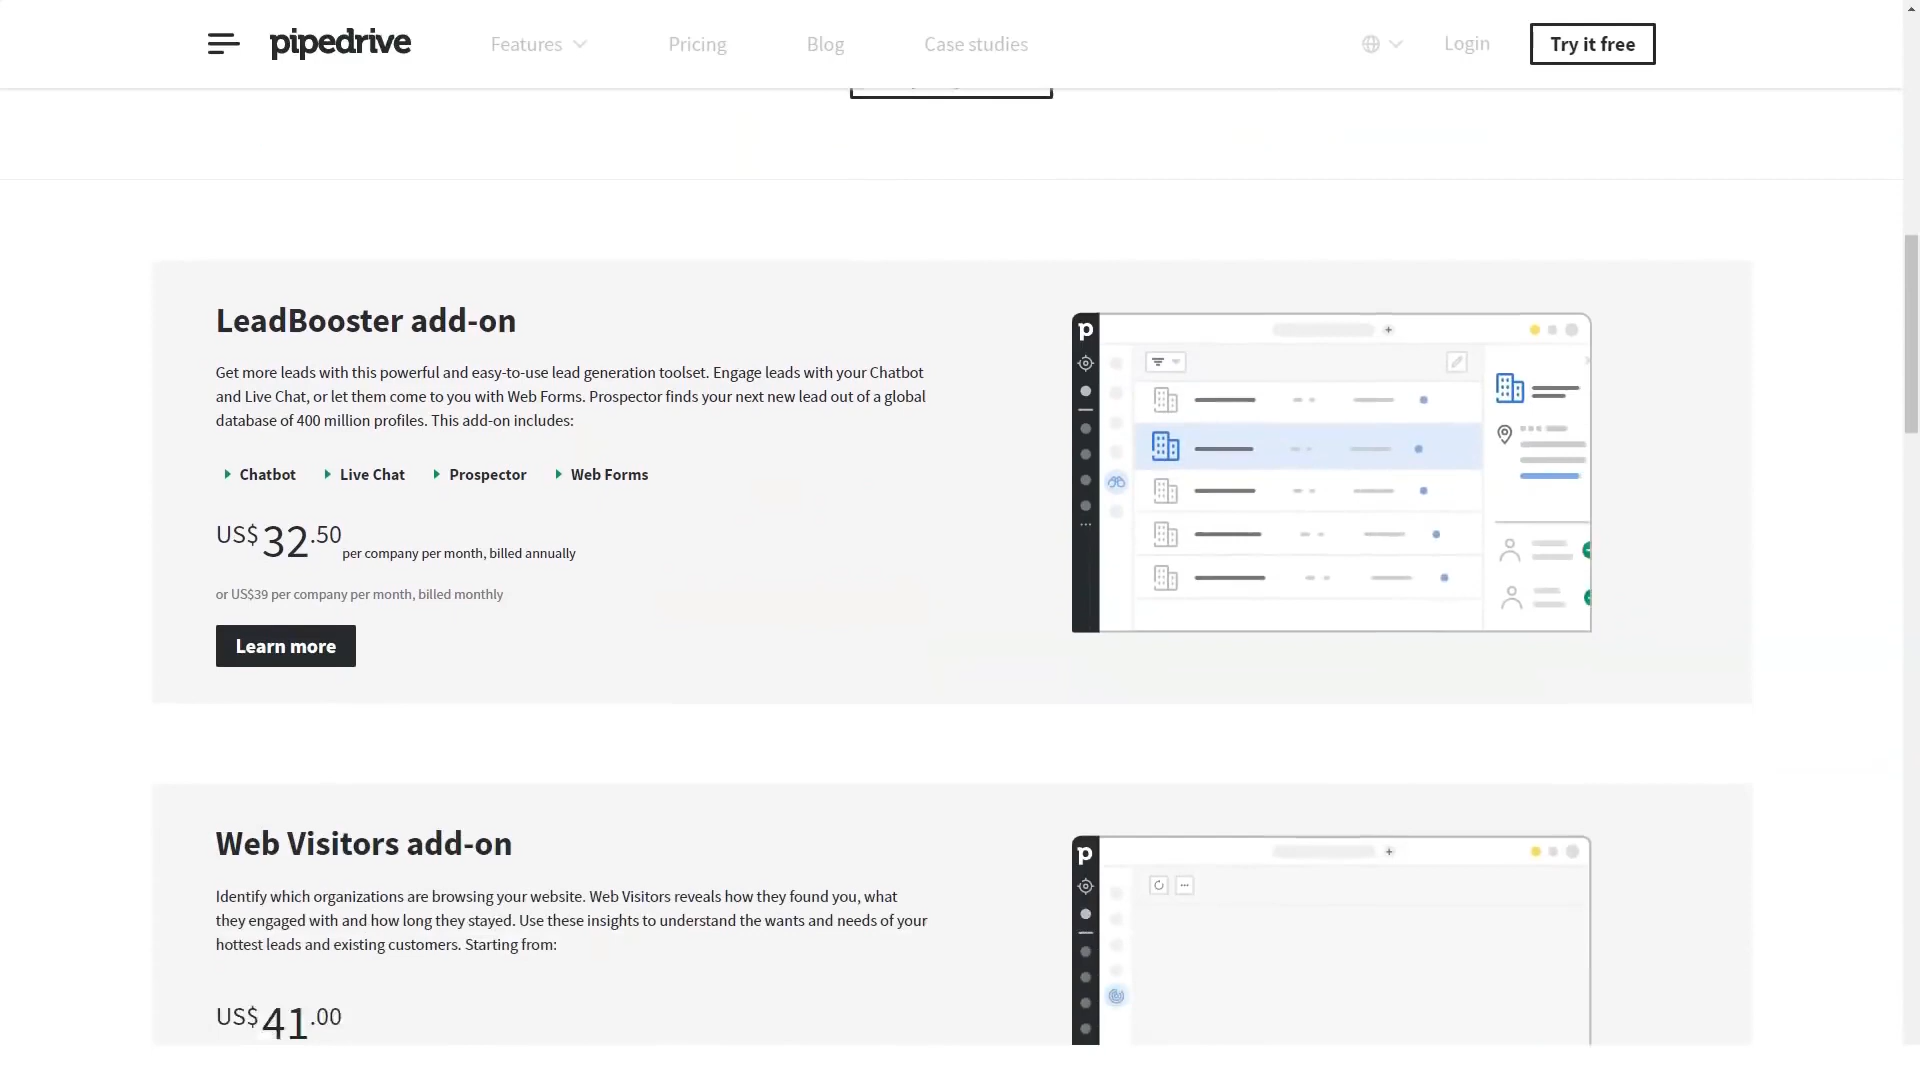 pipedrive
Features
Pricing
Blog
Case studies
Login
Try it free
LeadBooster add-on
Get more leads with this powerful and easy-to-use lead generation toolset. Engage leads with your Chatbot
and Live Chat, or let them come to you with Web Forms. Prospector finds your next new lead out of a global
database of 400 million profiles. This add-on includes:
Chatbot
Live Chat
Prospector
Web Forms
US$ 32.50 per company per month, billed annually
or US$39 per company per month, billed monthly
Learn more
p
Web Visitors add-on
Identify which organizations are browsing your website. Web Visitors reveals how they found you, what
they engaged with and how long they stayed. Use these insights to understand the wants and needs of your
hottest leads and existing customers. Starting from:
US$ 41.00
p